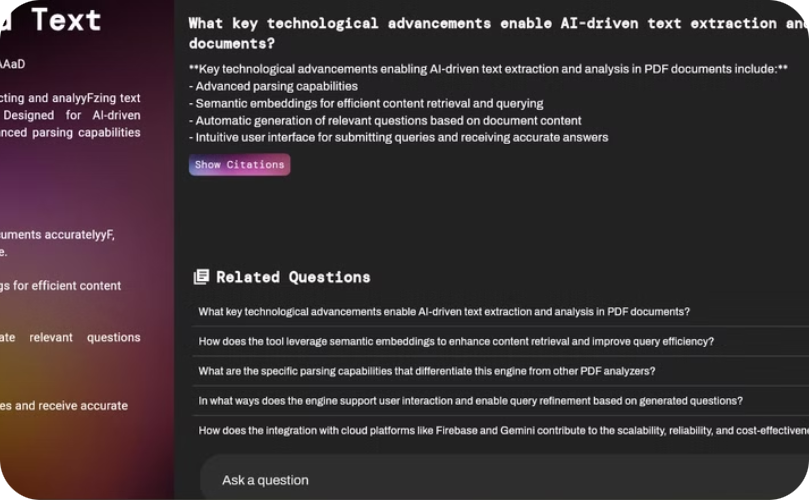 d Text
AAaD
cting and analyyFzing text
Designed for AI-driven
nced parsing capabilities
uments accuratelyyF,
e.
gs for efficient content
ate relevant questions
es and receive accurate
What key technological advancements enable AI-driven text extraction and
documents?
**Key technological advancements enabling AI-driven text extraction and analysis in PDF documents include:**
- Advanced parsing capabilities
- Semantic embeddings for efficient content retrieval and querying
- Automatic generation of relevant questions based on document content
- Intuitive user interface for submitting queries and receiving accurate answers
Show Citations
Related Questions
What key technological advancements enable AI-driven text extraction and analysis in PDF documents?
How does the tool leverage semantic embeddings to enhance content retrieval and improve query efficiency?
What are the specific parsing capabilities that differentiate this engine from other PDF analyzers?
In what ways does the engine support user interaction and enable query refinement based on generated questions?
How does the integration with cloud platforms like Firebase and Gemini contribute to the scalability, reliability, and cost-effectivene
Ask a question